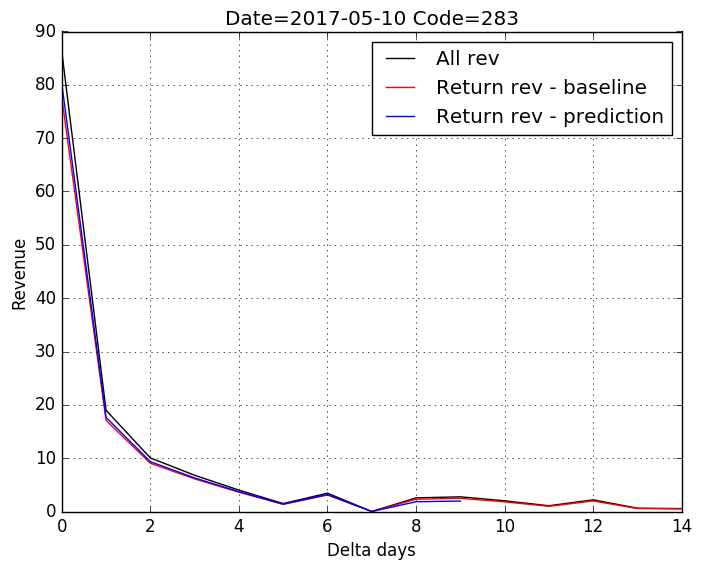 Date=2017-05-10 Code=283
All rev
Return rev - baseline
Return rev - prediction
Revenue
90
80
70
60
50
40
30
20
10
0
0 2 4 6 8 10 12 14
Delta days